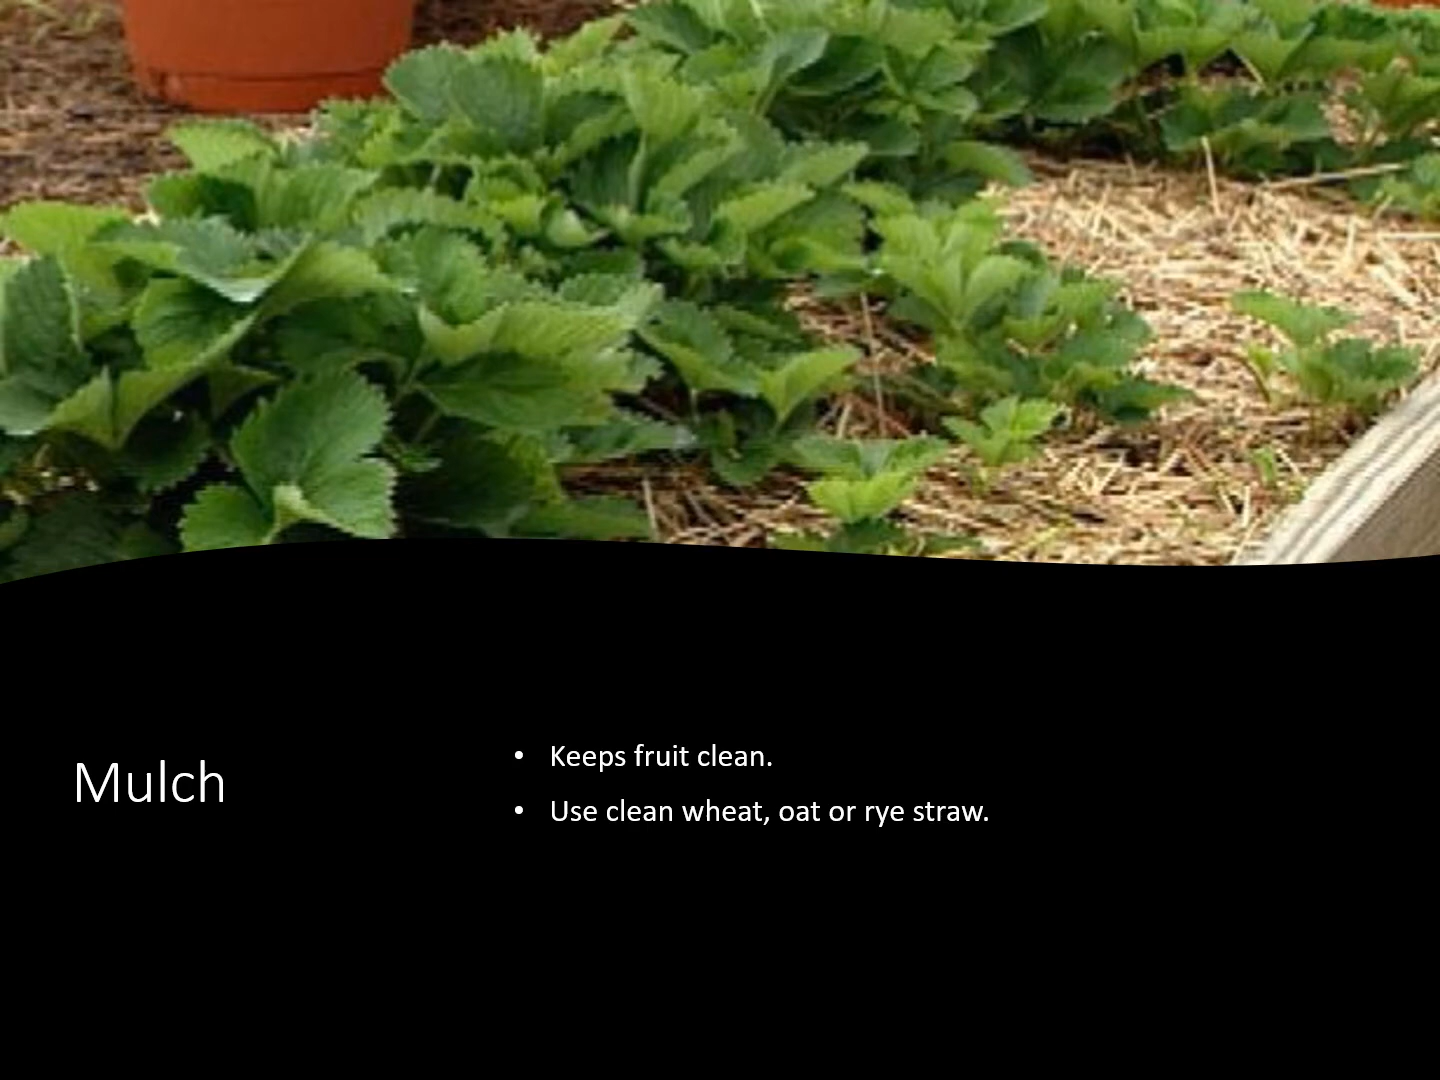 Mulch
• Keeps fruit clean.
• Use clean wheat, oat or rye straw.